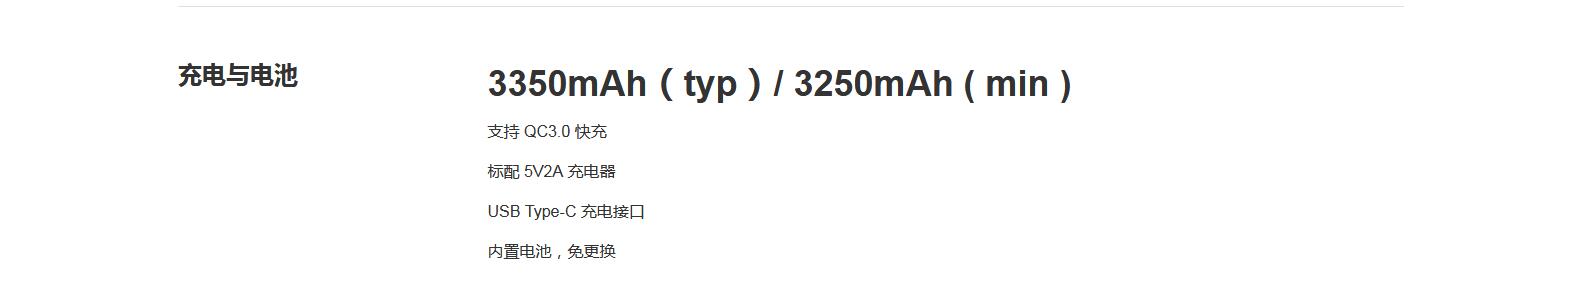 充电与电池
3350mAh（typ）/ 3250mAh ( min )
支持 QC3.0 快充
标配 5V2A 充电器
USB Type-C 充电接口
内置电池，免更换